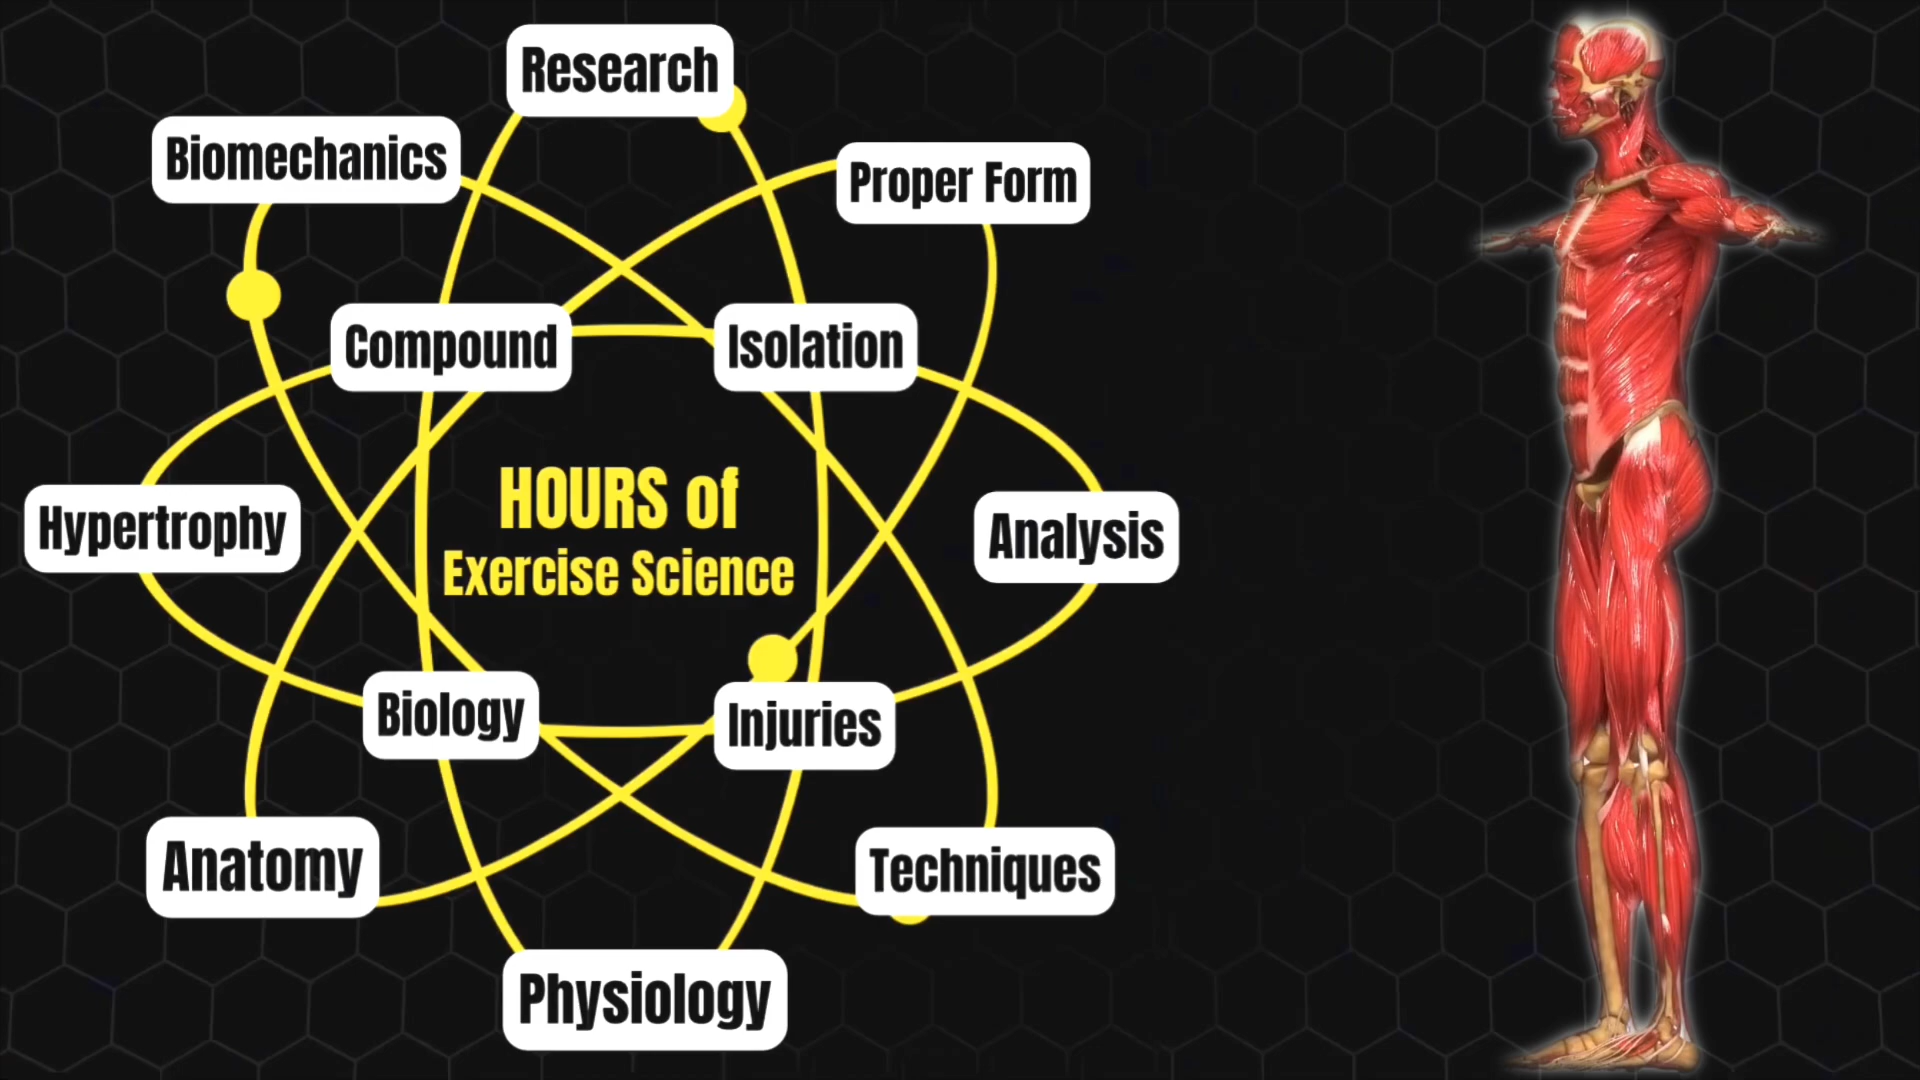 Research
Biomechanics
Proper Form
Compound
Isolation
HOURS of
Exercise Science
Hypertrophy
Analysis
Biology
Injuries
Anatomy
Techniques
Physiology